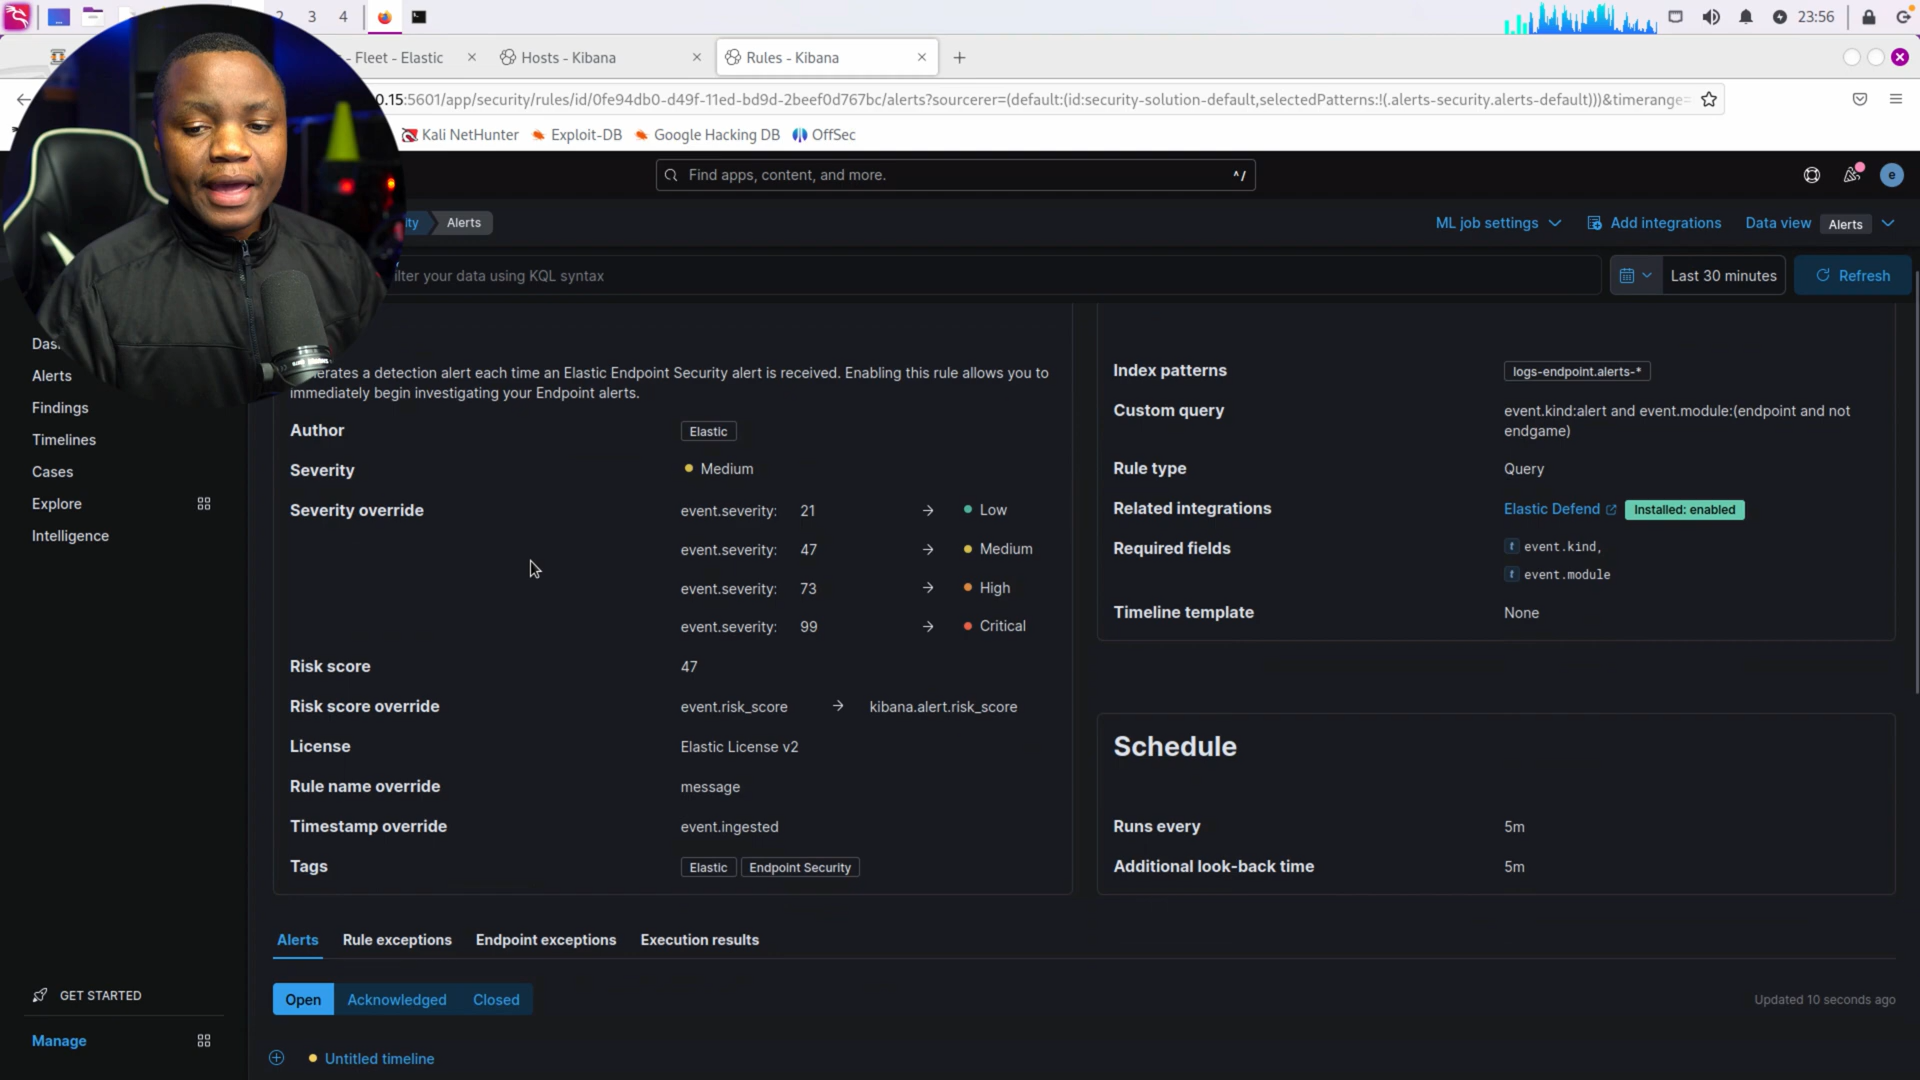 2 3 4
23:56
- Fleet - Elastic
Hosts - Kibana
Rules - Kibana
0.15:5601/app/security/rules/id/0fe94db0-d49f-11ed-bd9d-2beef0d767bc/alerts?sourcerer=(default:(id:security-solution-default,selectedPatterns:!(.alerts-security.alerts-default)))&timerange=
Kali NetHunter
Exploit-DB
Google Hacking DB
OffSec
Find apps, content, and more.
^/
e
ity
Alerts
ML job settings
Add integrations
Data view
Alerts
ilter your data using KQL syntax
Last 30 minutes
Refresh
Das
Alerts
Findings
Timelines
Cases
Explore
Intelligence
GET STARTED
Manage
nerates a detection alert each time an Elastic Endpoint Security alert is received. Enabling this rule allows you to
immediately begin investigating your Endpoint alerts.
Author
Elastic
Severity
Medium
Severity override
event.severity: 21 → Low
event.severity: 47 → Medium
event.severity: 73 → High
event.severity: 99 → Critical
Risk score
47
Risk score override
event.risk_score → kibana.alert.risk_score
License
Elastic License v2
Rule name override
message
Timestamp override
event.ingested
Tags
Elastic
Endpoint Security
Index patterns
logs-endpoint.alerts-*
Custom query
event.kind:alert and event.module:(endpoint and not
endgame)
Rule type
Query
Related integrations
Elastic Defend
Installed: enabled
Required fields
t event.kind,
t event.module
Timeline template
None
Schedule
Runs every
5m
Additional look-back time
5m
Alerts
Rule exceptions
Endpoint exceptions
Execution results
Open
Acknowledged
Closed
Updated 10 seconds ago
Untitled timeline